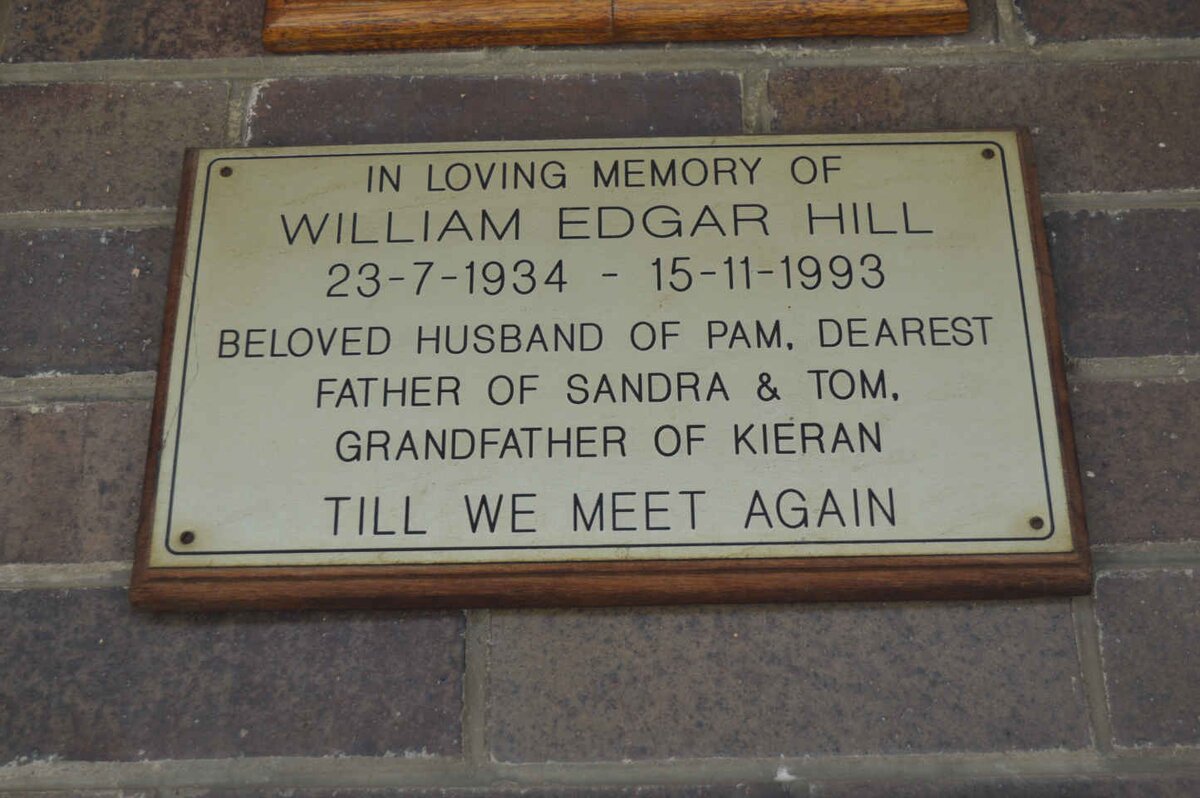 IN LOVING MEMORY OF
WILLIAM EDGAR HILL
23-7-1934 - 15-11-1993
BELOVED HUSBAND OF PAM, DEAREST
FATHER OF SANDRA & TOM,
GRANDFATHER OF KIERAN
TILL WE MEET AGAIN